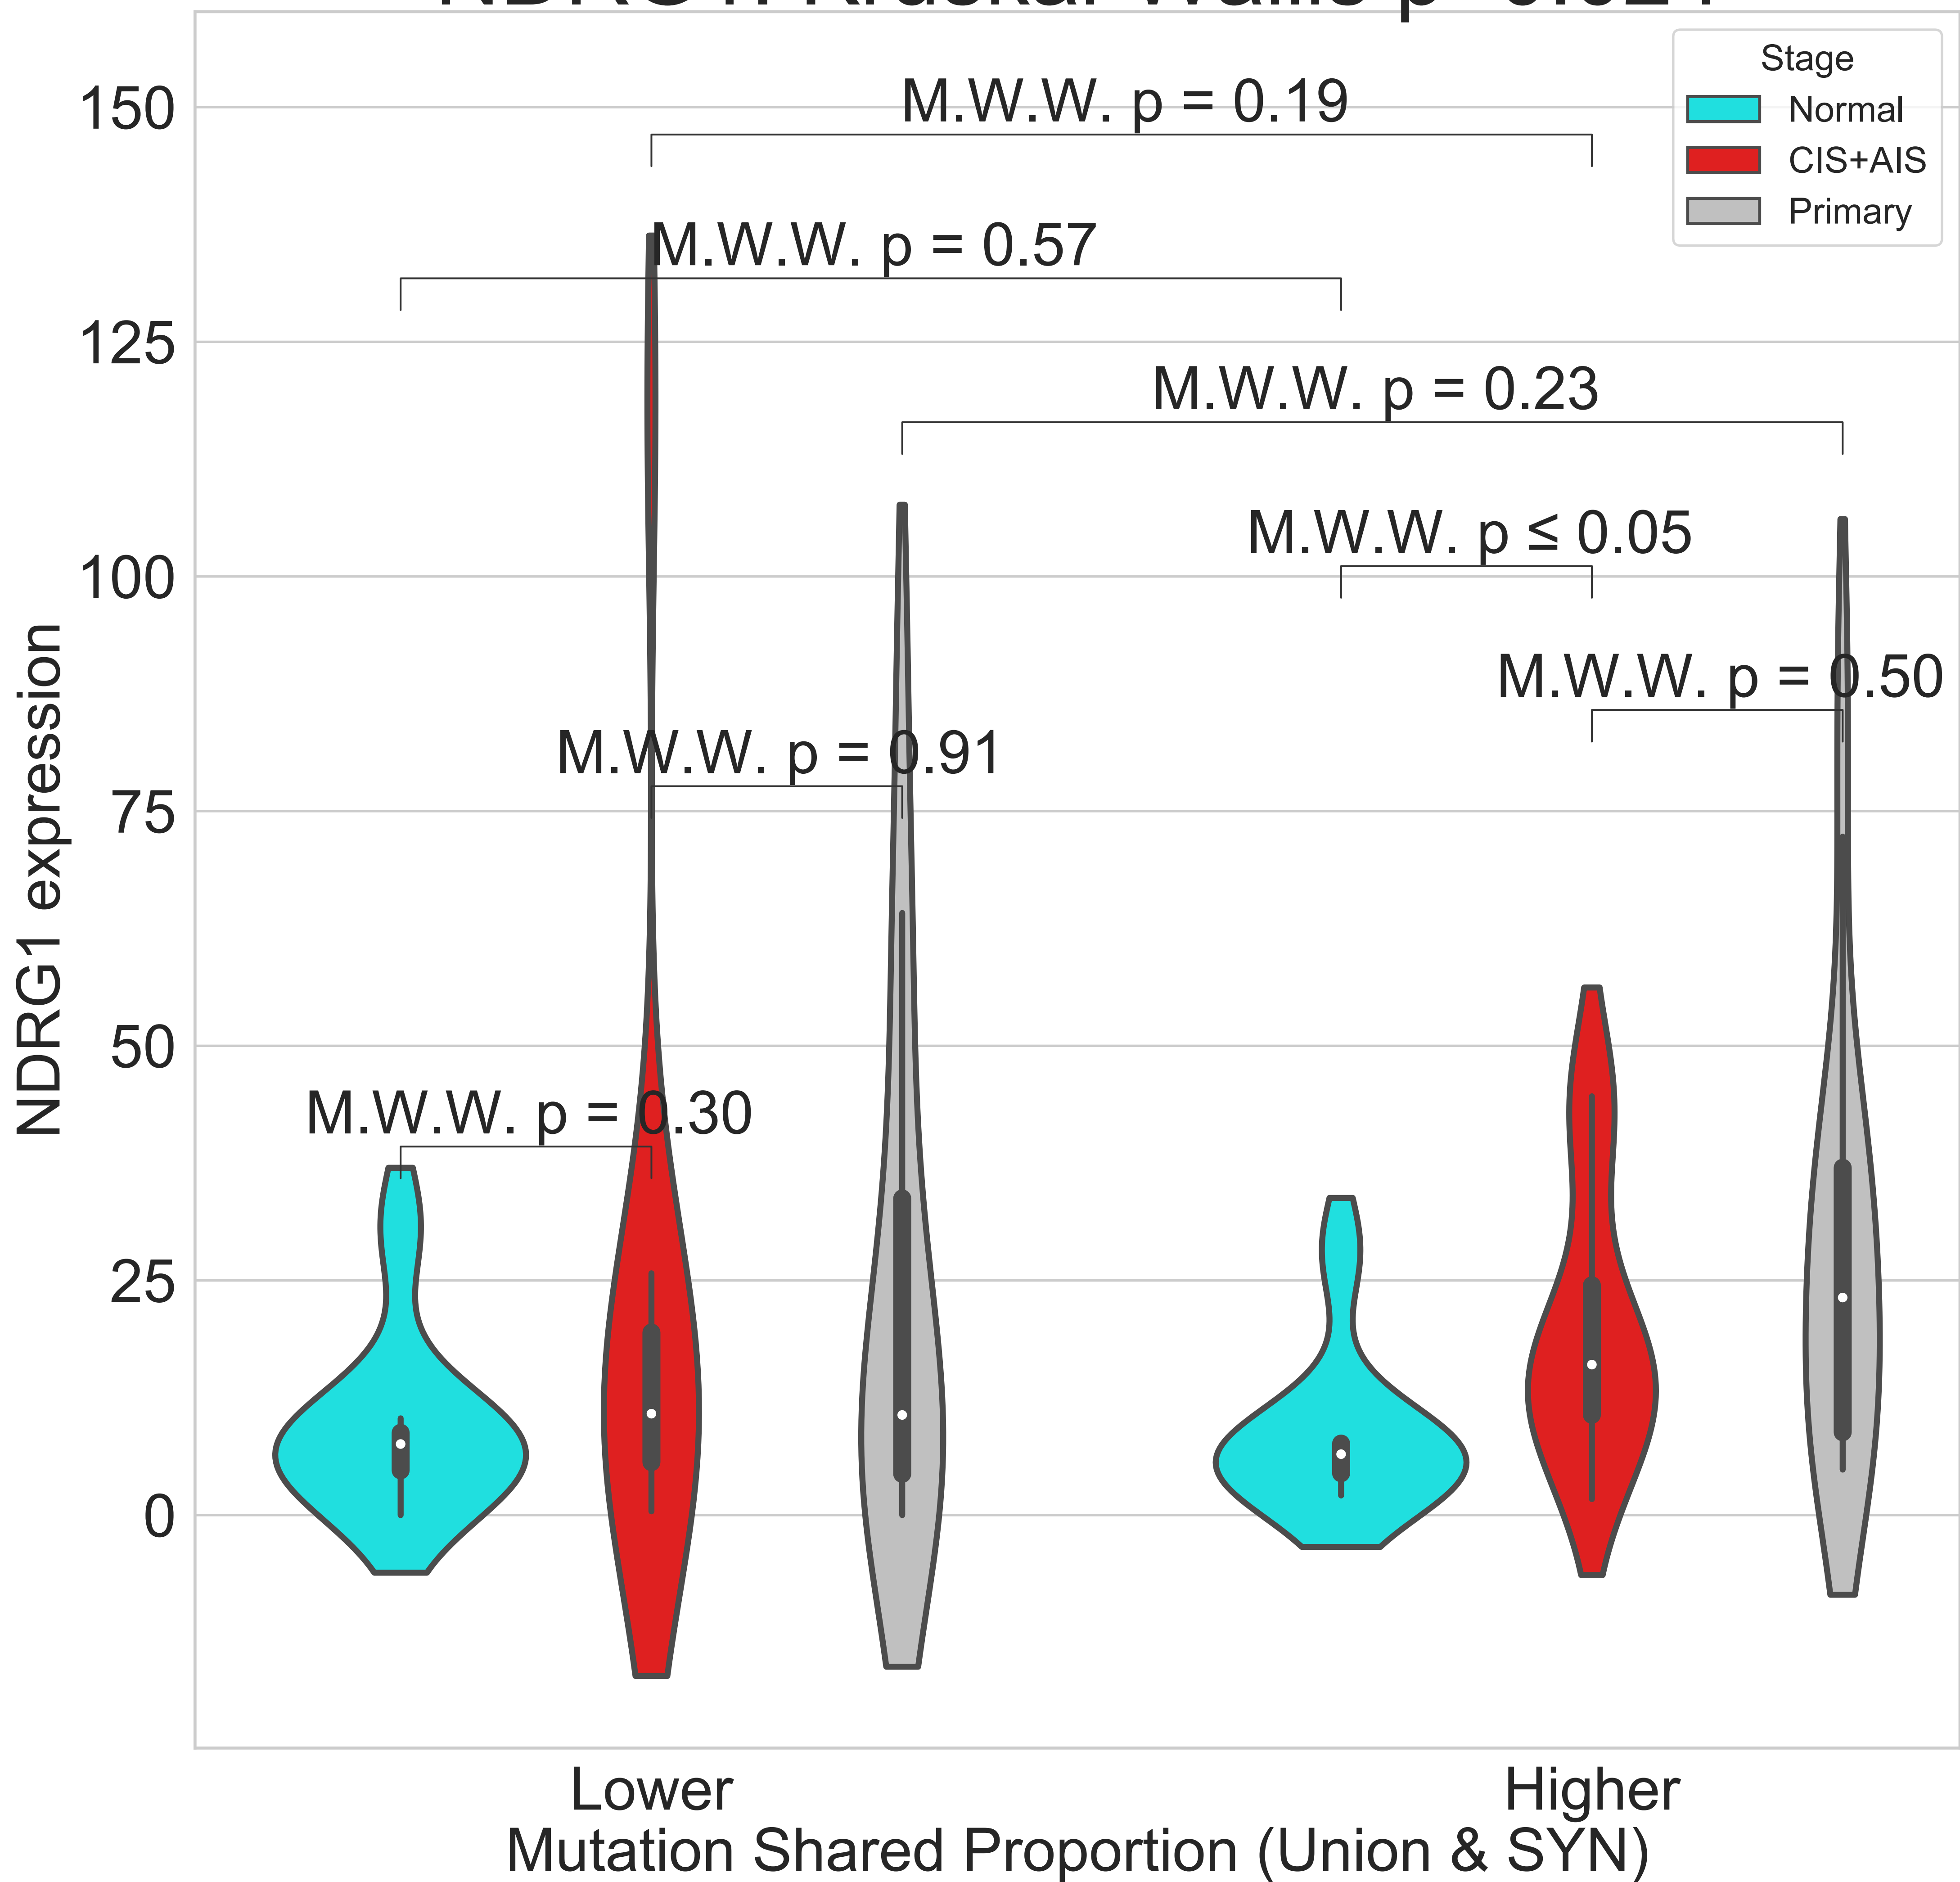 Stage
Normal
CIS+AIS
Primary
M.W.W. p = 0.19
M.W.W. p = 0.57
M.W.W. p = 0.23
M.W.W. p ≤ 0.05
M.W.W. p = 0.50
M.W.W. p = 0.91
M.W.W. p = 0.30
150
125
100
75
50
25
0
NDRG1 expression
Lower
Higher
Mutation Shared Proportion (Union & SYN)